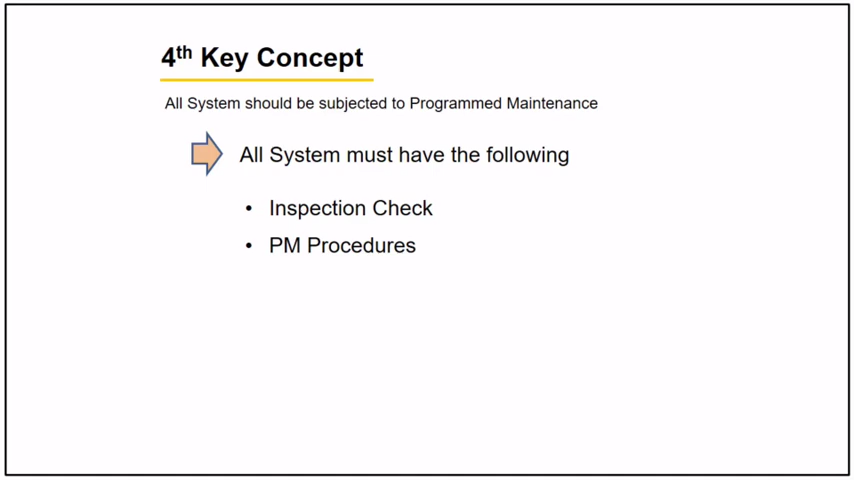 4th Key Concept
All System should be subjected to Programmed Maintenance
All System must have the following
• Inspection Check
• PM Procedures